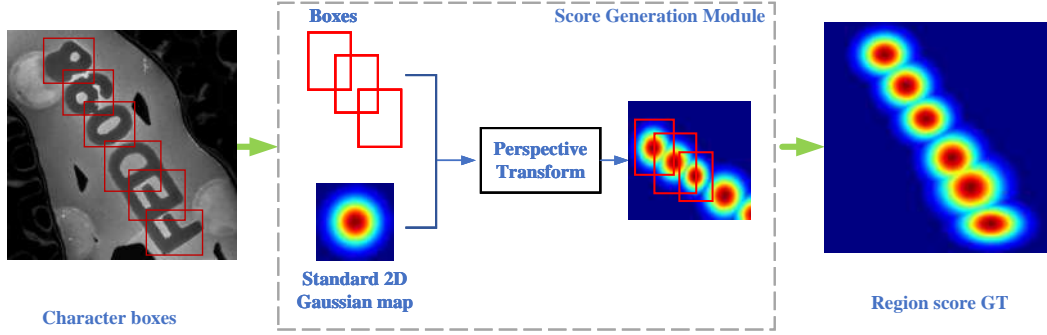 Boxes
Score Generation Module
Perspective
Transform
Standard 2D
Gaussian map
Character boxes
Region score GT